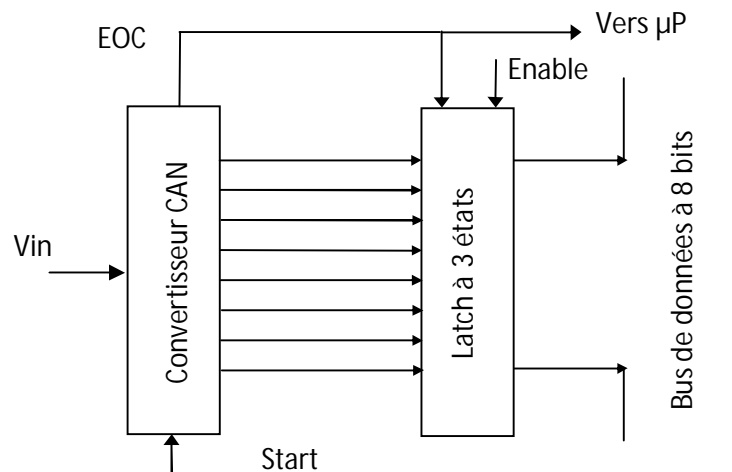 EOC
Vers µP
Enable
Vin
Convertisseur CAN
Latch à 3 états
Bus de données à 8 bits
Start